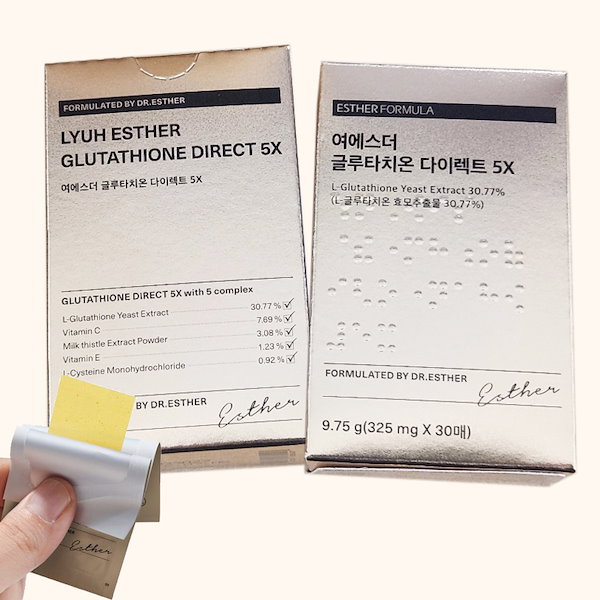 FORMULATED BY DR.ESTHER
LYUH ESTHER
GLUTATHIONE DIRECT 5X
여에스더 글루타치온 다이렉트 5X
GLUTATHIONE DIRECT 5X with 5 complex
L-Glutathione Yeast Extract 30.77 %
Vitamin C 7.69 %
Milk thistle Extract Powder 3.08 %
Vitamin E 1.23 %
L-Cysteine Monohydrochloride 0.92 %
BY DR.ESTHER
Esther
ESTHER FORMULA
여에스더
글루타치온 다이렉트 5X
L-Glutathione Yeast Extract 30.77%
(L-글루타치온 효모추출물 30.77%)
FORMULATED BY DR.ESTHER
Esther
9.75 g(325 mg X 30매)
Esther